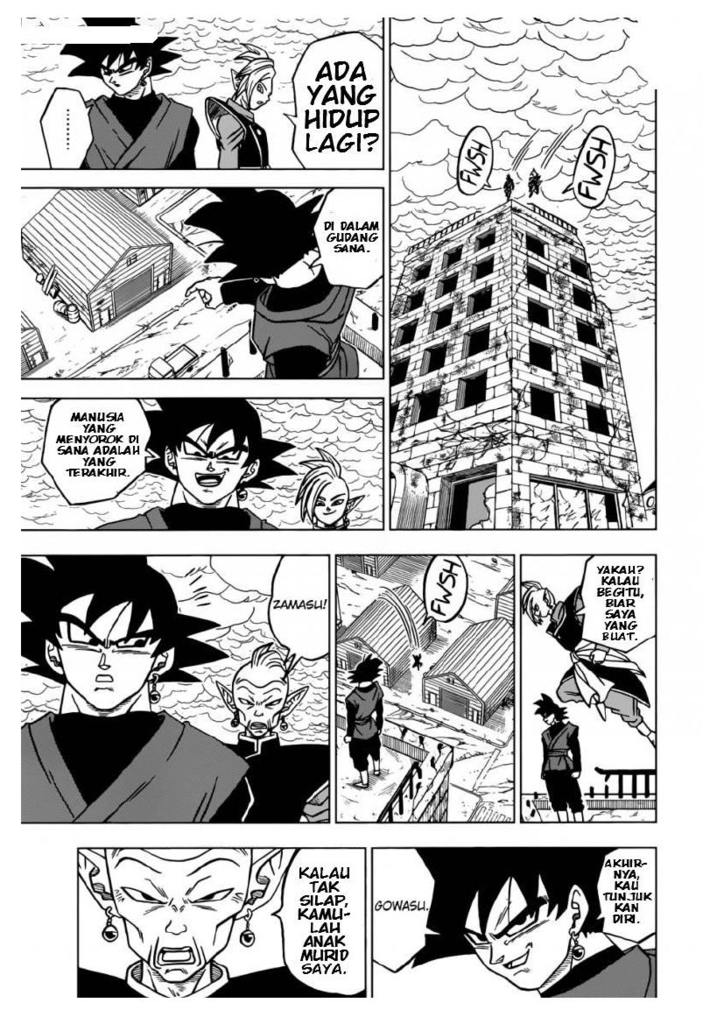 FWSH
FWSH
ADA
YANG
HIDUP
LAGI?
........
DI DALAM
GUDANG
SANA.
MANUSIA
YANG
MENYOROK DI
SANA ADALAH
YANG
TERAKHIR.
YAKAH?
KALAU
BEGITU,
BIAR
SAYA
YANG
BUAT.
FWSH
ZAMASU!
AKHIR-
NYA,
KAU
TUNJUK
KAN
DIRI.
GOWASU.
KALAU
TAK
SILAP,
KAMU-
LAH
ANAK
MURID
SAYA.